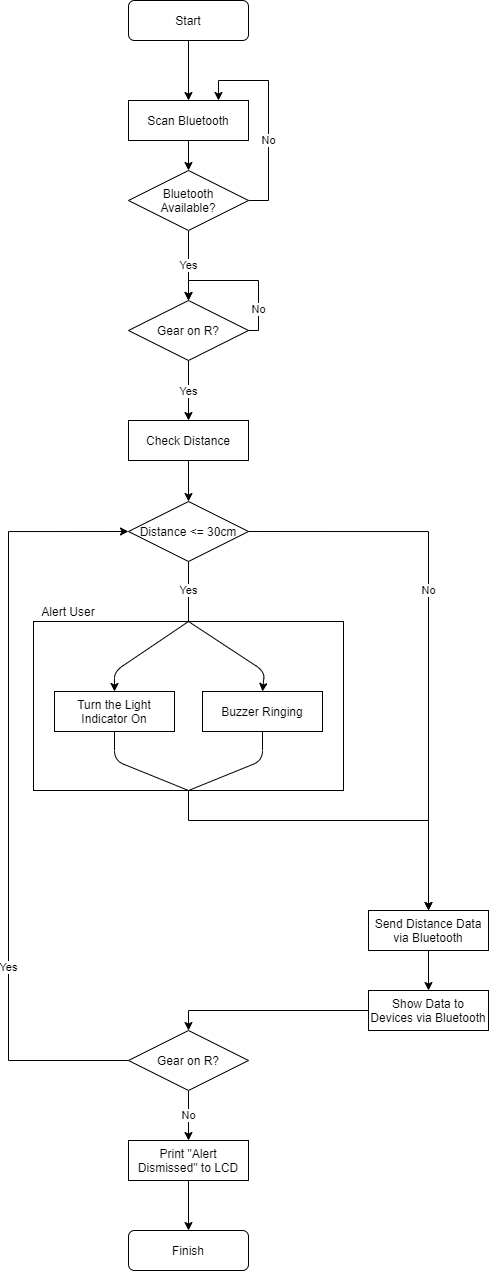 Start
Scan Bluetooth
No
Bluetooth
Available?
Yes
No
Gear on R?
Yes
Check Distance
Distance <= 30cm
Yes
No
Alert User
Turn the Light
Indicator On
Buzzer Ringing
Send Distance Data
via Bluetooth
Yes
Show Data to
Devices via Bluetooth
Gear on R?
No
Print "Alert
Dismissed" to LCD
Finish